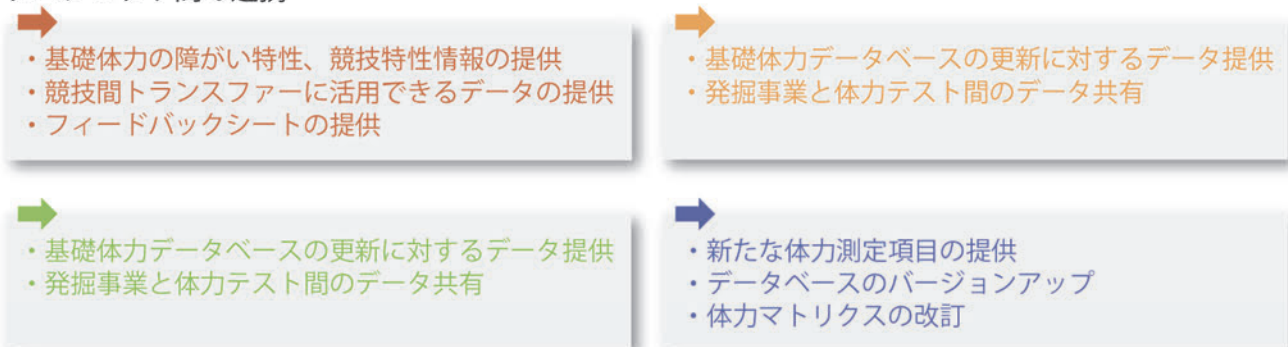 ・基礎体力の障がい特性、競技特性情報の提供
・競技間トランスファーに活用できるデータの提供
・フィードバックシートの提供
・基礎体力データベースの更新に対するデータ提供
・発掘事業と体力テスト間のデータ共有
・基礎体力データベースの更新に対するデータ提供
・発掘事業と体力テスト間のデータ共有
・新たな体力測定項目の提供
・データベースのバージョンアップ
・体力マトリクスの改訂